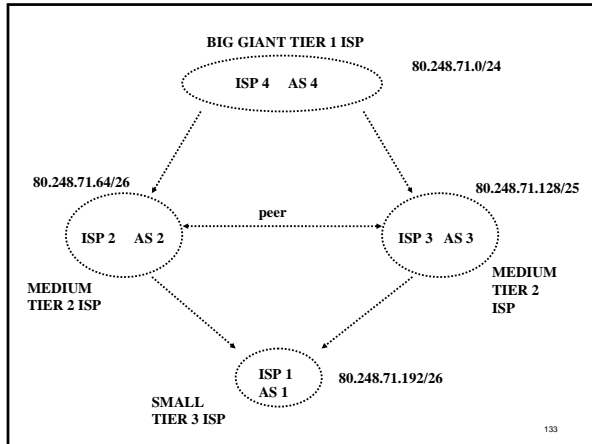 BIG GIANT TIER 1 ISP
80.248.71.0/24
ISP 4 AS 4
80.248.71.64/26
80.248.71.128/25
peer
ISP 2 AS 2
ISP 3 AS 3
MEDIUM
TIER 2 ISP
MEDIUM
TIER 2
ISP
ISP 1
AS 1
80.248.71.192/26
SMALL
TIER 3 ISP
133